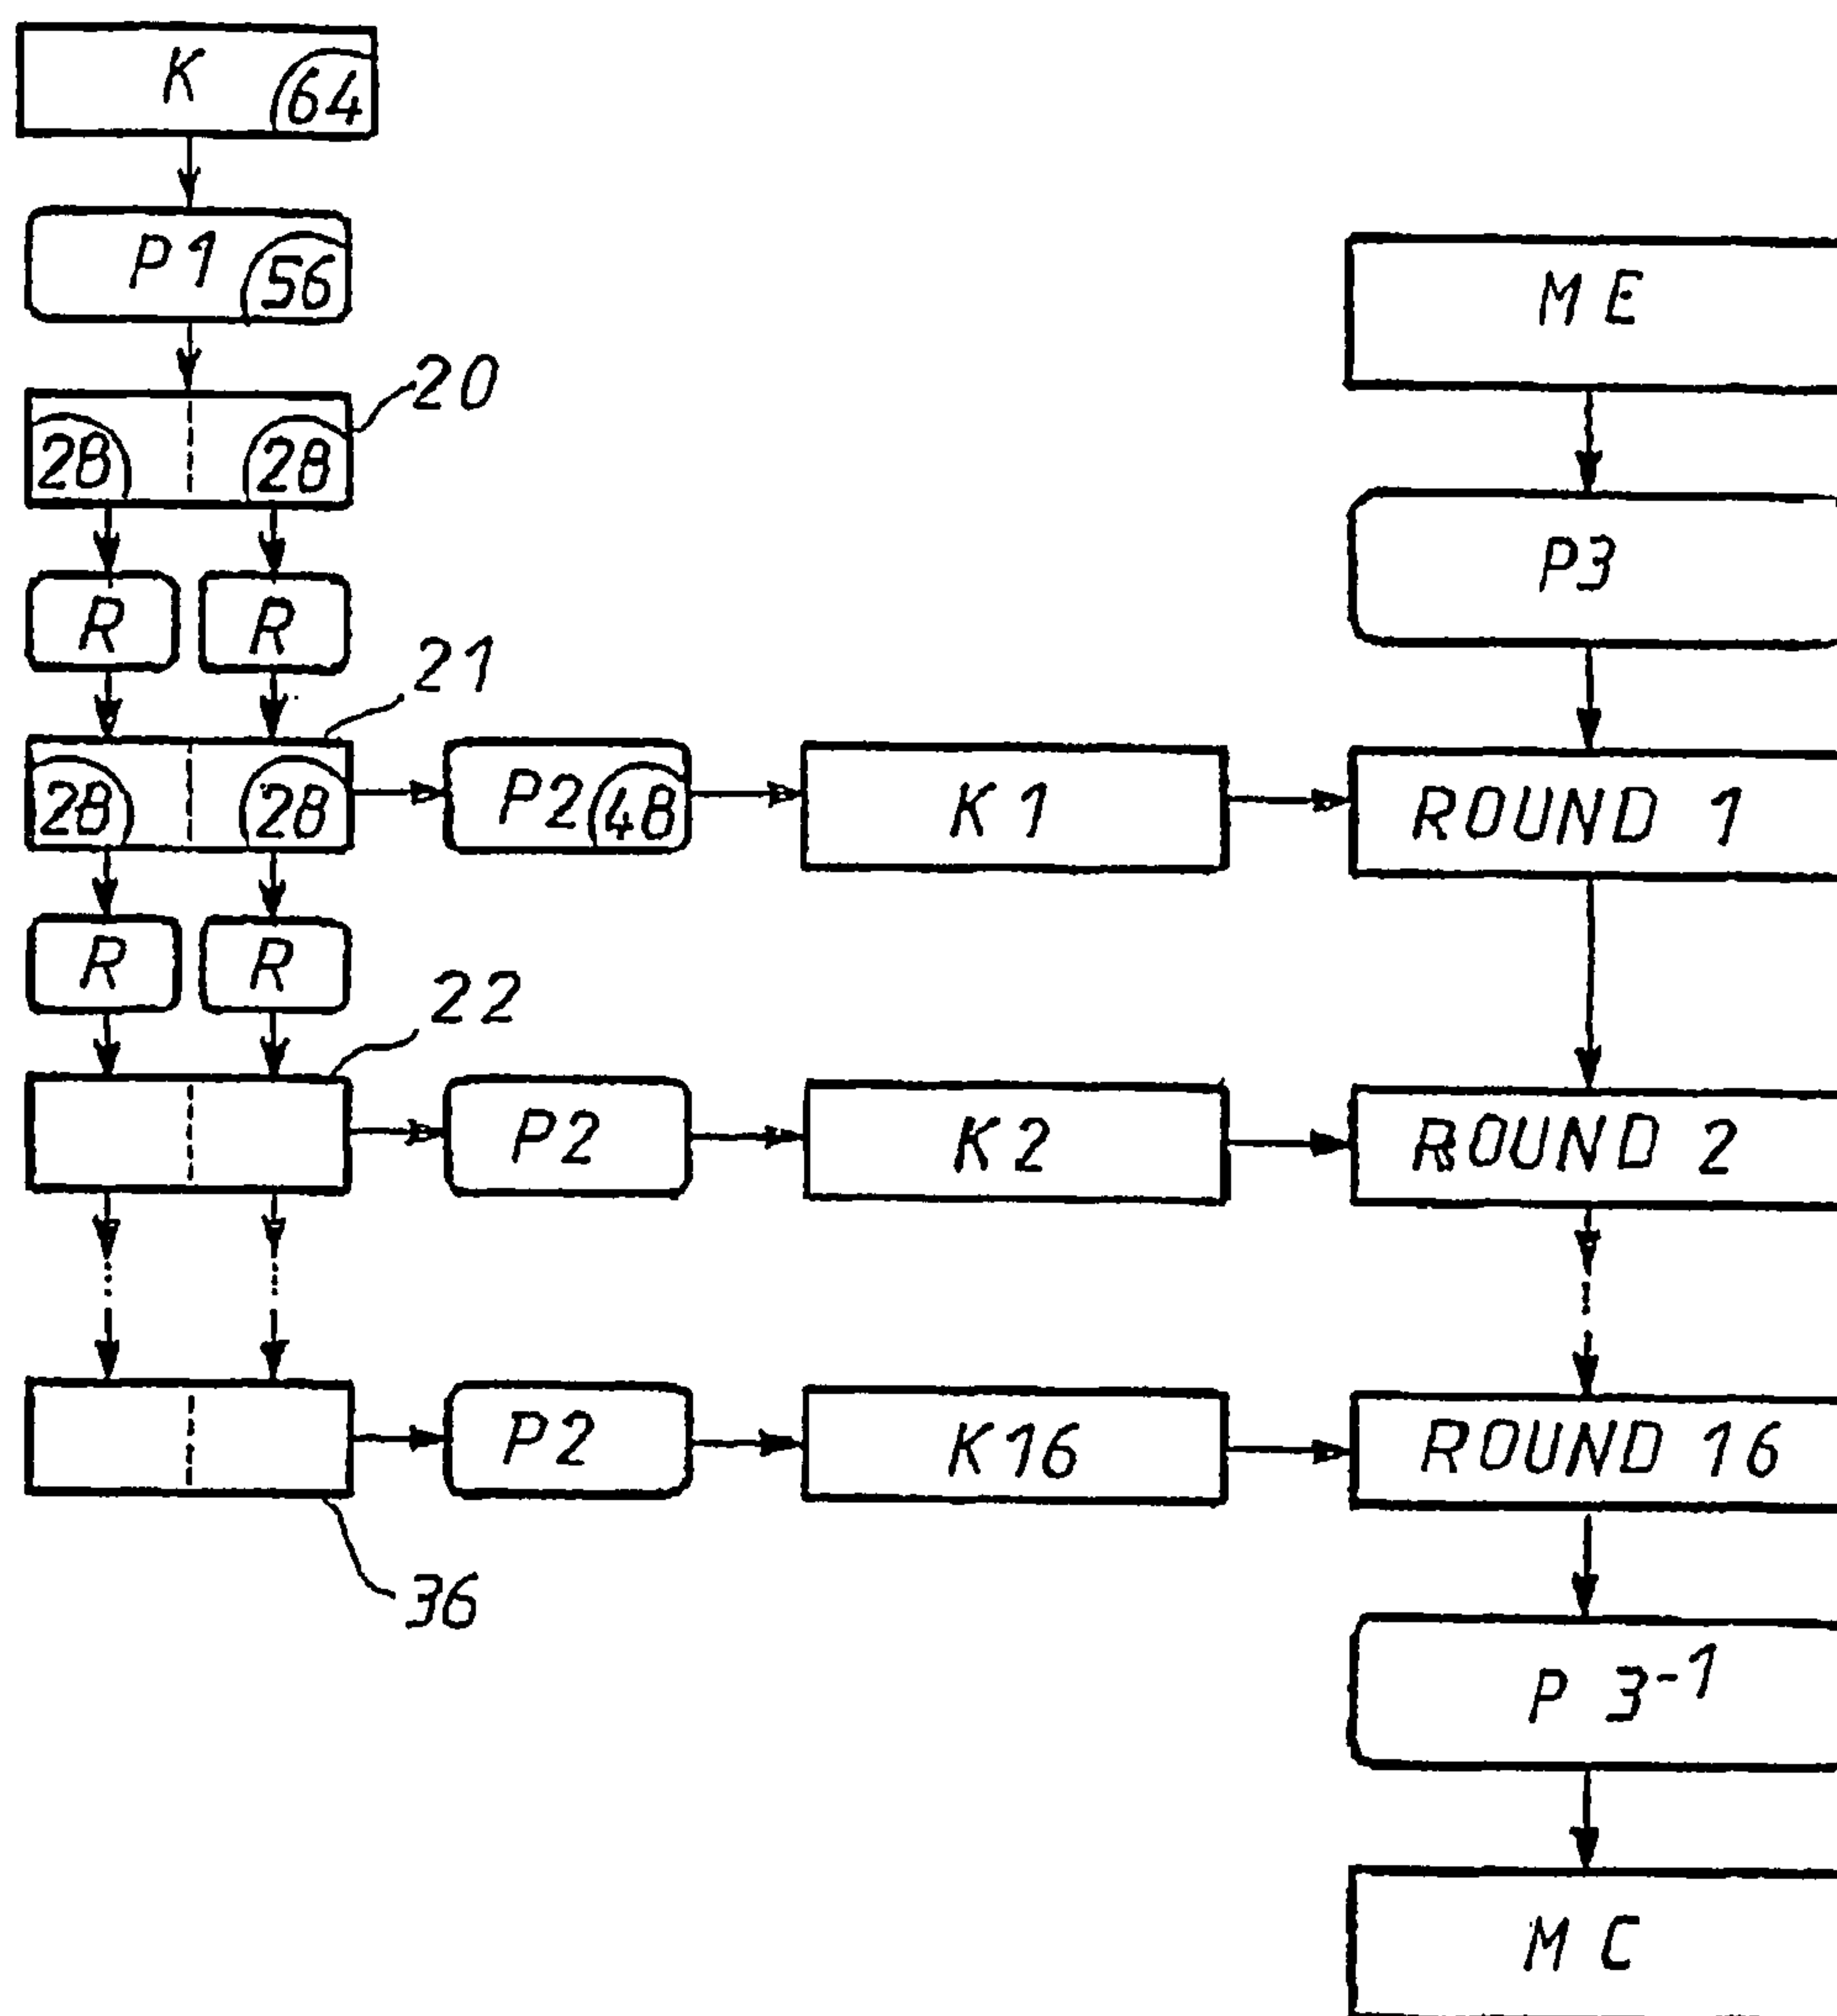 K 64
P1 56
ME
20
28 28
P3
R R
21
28 28 P2 48 K1 ROUND 1
R R
22
P2 K2 ROUND 2
P2 K16 ROUND 16
36
P 3-1
MC